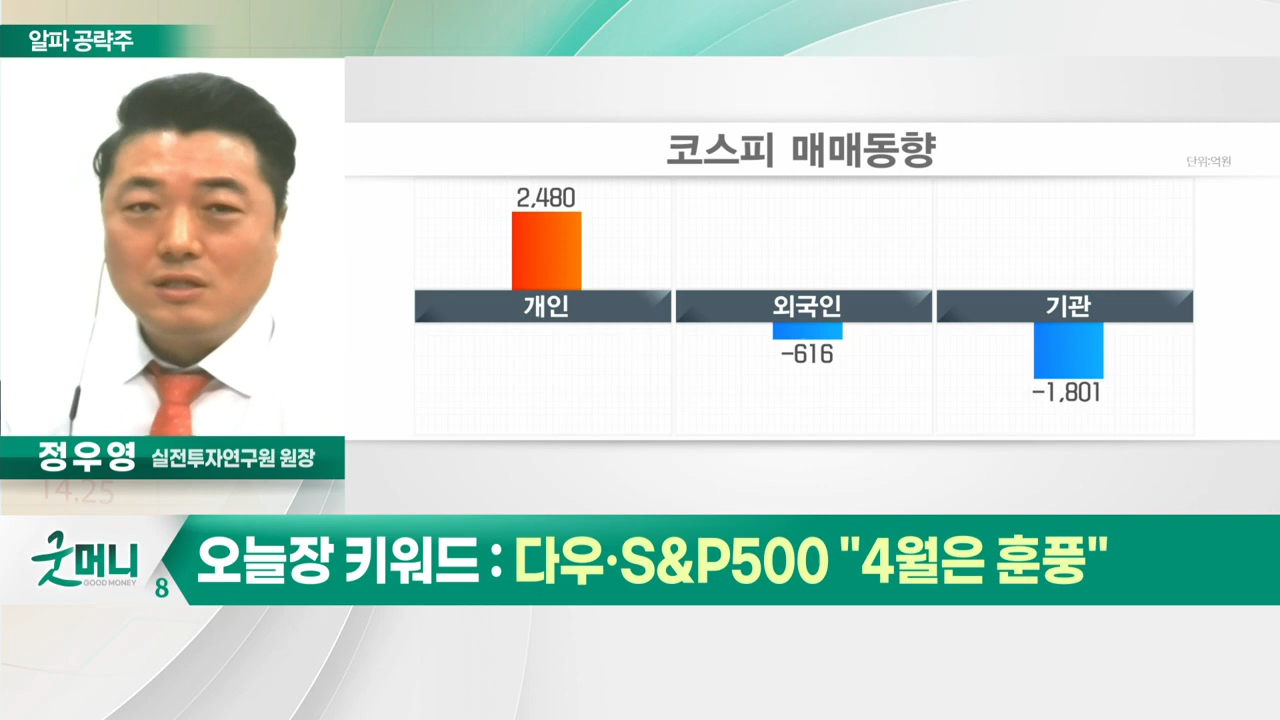 알파 공략주
코스피 매매동향
단위:억원
2,480
개인
외국인
기관
-616
-1,801
정우영 실전투자연구원 원장
14.25
굿머니
GOOD MONEY
8
오늘장 키워드 : 다우·S&P500 "4월은 훈풍"